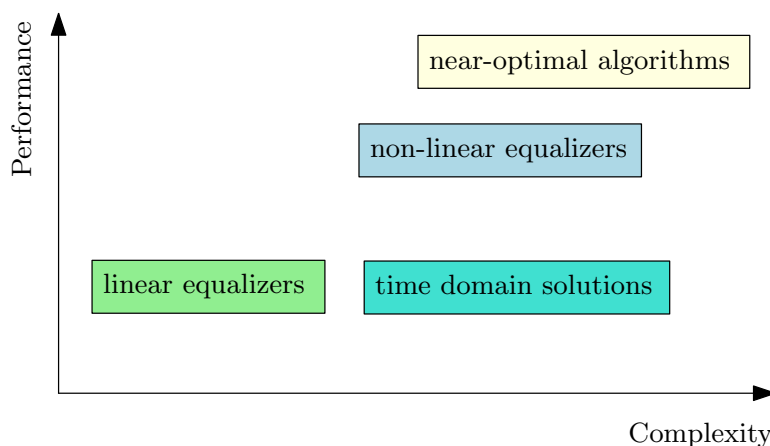 Performance
near-optimal algorithms
non-linear equalizers
linear equalizers
time domain solutions
Complexity